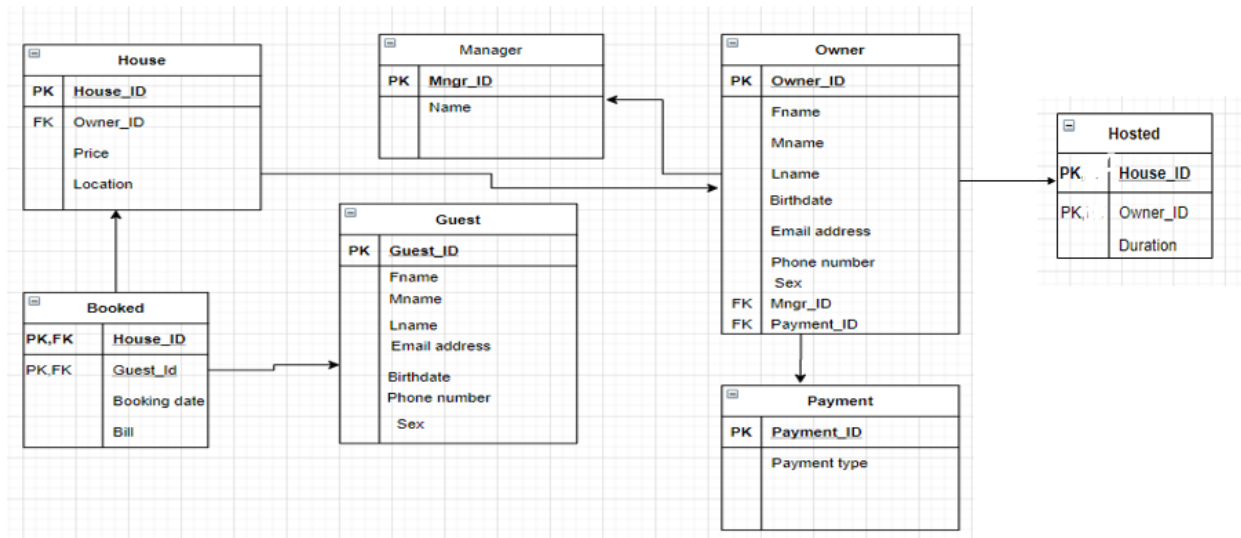 House
PK House_ID
FK Owner_ID
Price
Location
Manager
PK Mngr_ID
Name
Owner
PK Owner_ID
Fname
Mname
Lname
Birthdate
Email address
Phone number
Sex
FK Mngr_ID
FK Payment_ID
Hosted
PK, House_ID
PK, Owner_ID
Duration
Guest
PK Guest_ID
Fname
Mname
Lname
Email address
Birthdate
Phone number
Sex
Booked
PK,FK House_ID
PK,FK Guest_Id
Booking date
Bill
Payment
PK Payment_ID
Payment type